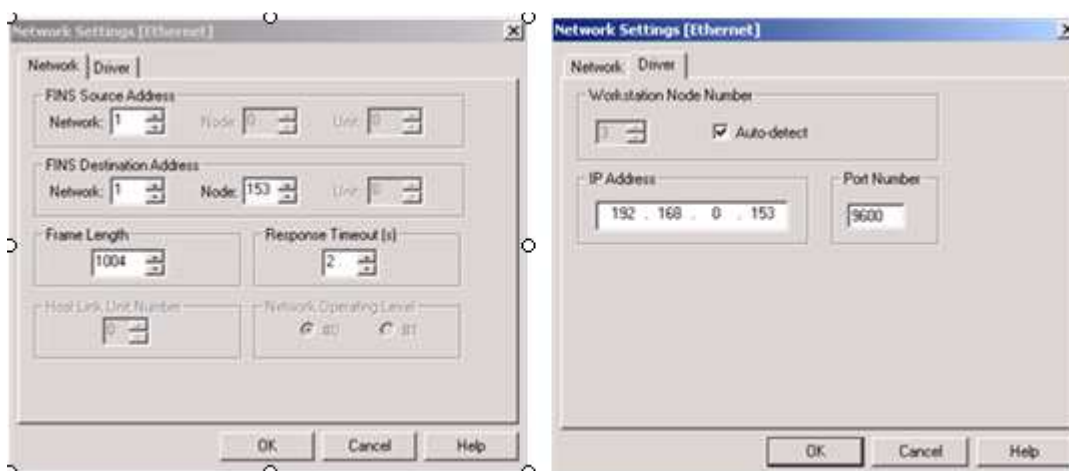 Network Settings [Ethernet]
Network Driver
FINS Source Address
Network: 1 Node: 0 Unit: 0
FINS Destination Address
Network: 1 Node: 153 Unit: 0
Frame Length Response Timeout (s)
1004 2
Host Link Unit Number Network Operating Level
0 #0 #1
OK Cancel Help
Network Settings [Ethernet]
Network Driver
Workstation Node Number
Auto-detect
IP Address Port Number
192 . 168 . 0 . 153 9600
OK Cancel Help